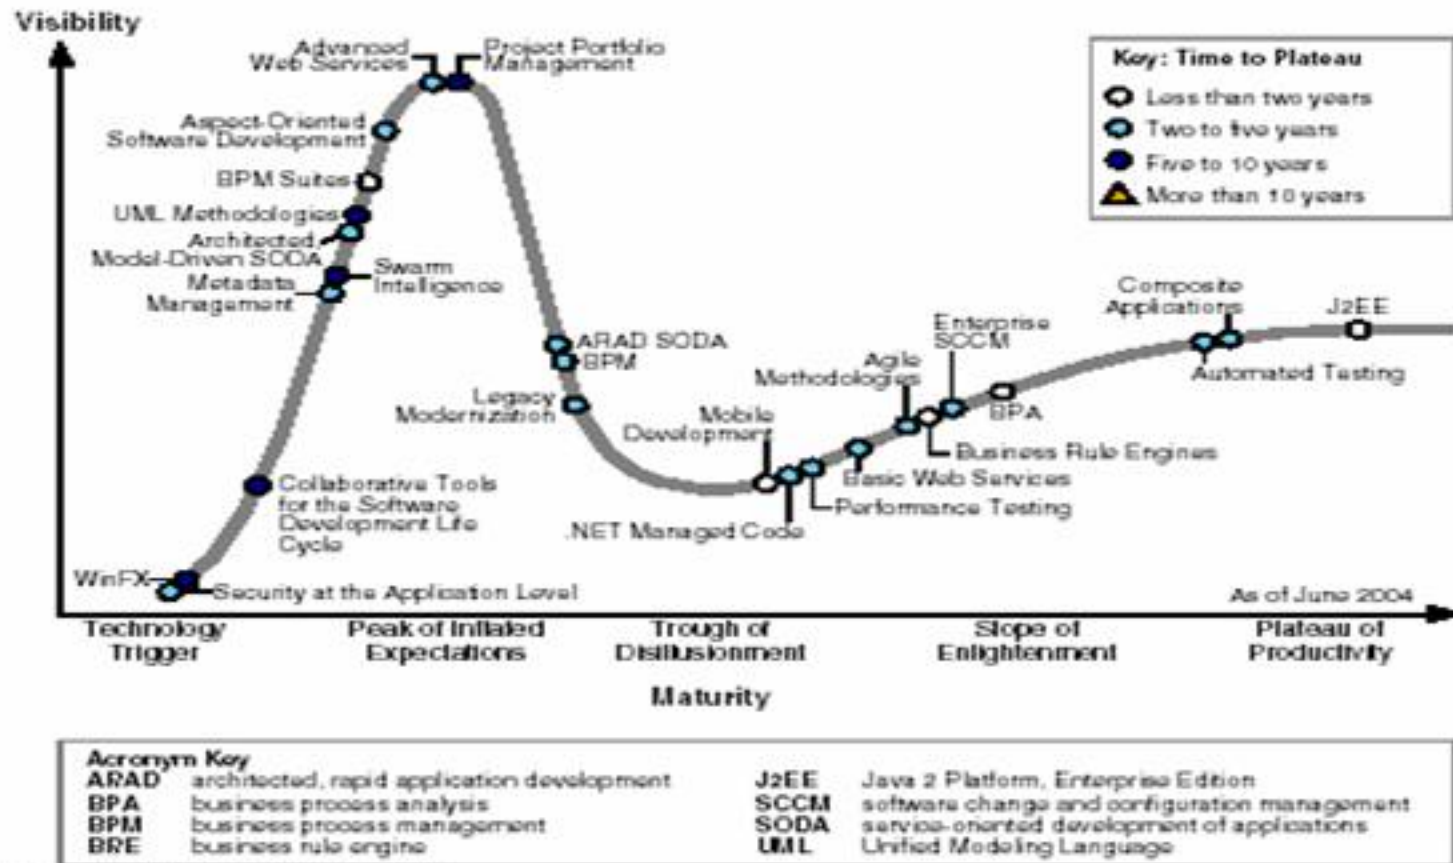 Visibility
Advanced
Web Services
Project Portfolio
Management
Key: Time to Plateau
Less than two years
Two to five years
Five to 10 years
More than 10 years
Aspect-Oriented
Software Development
BPM Suites
UML Methodologies
Architected,
Model-Driven SODA
Swarm
Intelligence
Metadata
Management
ARAD SODA
BPM
Legacy
Modernization
Mobile
Development
Agile
Methodologies
Enterprise
SCCM
Composite
Applications
J2EE
Automated Testing
BPA
Business Rule Engines
Basic Web Services
Performance Testing
.NET Managed Code
Collaborative Tools
for the Software
Development Life
Cycle
WinFX
Security at the Application Level
As of June 2004
Technology
Trigger
Peak of Inflated
Expectations
Trough of
Disillusionment
Slope of
Enlightenment
Plateau of
Productivity
Maturity
Acronym Key
ARAD architected, rapid application development
BPA business process analysis
BPM business process management
BRE business rule engine
J2EE Java 2 Platform, Enterprise Edition
SCCM software change and configuration management
SODA service-oriented development of applications
UML Unified Modeling Language